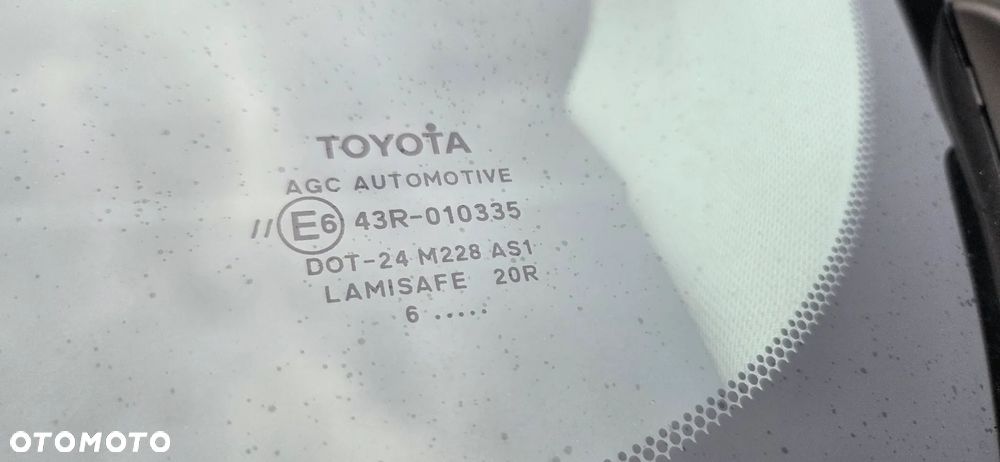 TOYOTA
AGC AUTOMOTIVE
// E6 43R-010335
DOT-24 M228 AS1
LAMISAFE 20R
6 .....
OTOMOTO